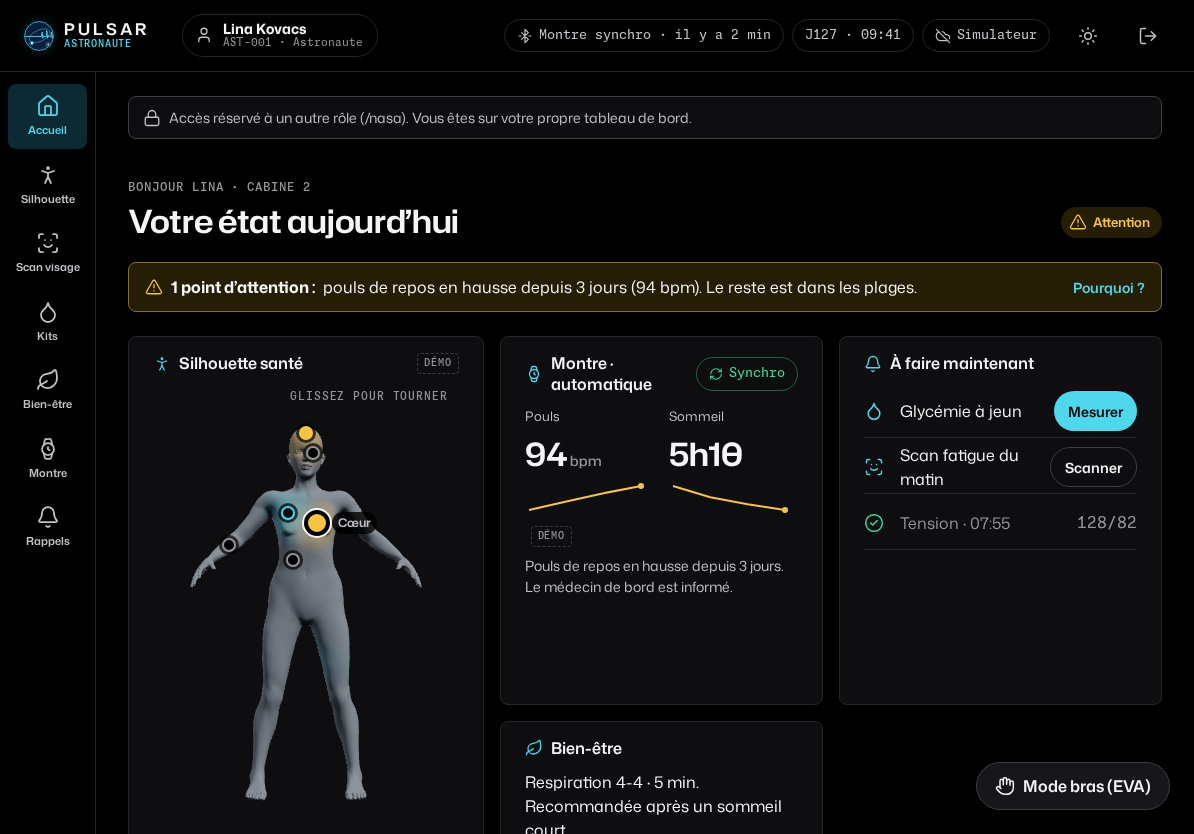 PULSAR
ASTRONAUTE
Lina Kovacs
AST-001 · Astronaute
Montre synchro · il y a 2 min
J127 · 09:41
Simulateur
Accueil
Silhouette
Scan visage
Kits
Bien-être
Montre
Rappels
Accès réservé à un autre rôle (/nasa). Vous êtes sur votre propre tableau de bord.
BONJOUR LINA · CABINE 2
Votre état aujourd’hui
Attention
1 point d’attention : pouls de repos en hausse depuis 3 jours (94 bpm). Le reste est dans les plages.
Pourquoi ?
Silhouette santé
DÉMO
GLISSEZ POUR TOURNER
Cœur
Montre ·
automatique
Synchro
Pouls
Sommeil
94 bpm
5h10
DÉMO
Pouls de repos en hausse depuis 3 jours.
Le médecin de bord est informé.
À faire maintenant
Glycémie à jeun
Mesurer
Scan fatigue du
matin
Scanner
Tension · 07:55
128/82
Bien-être
Respiration 4-4 · 5 min.
Recommandée après un sommeil
court.
Mode bras (EVA)